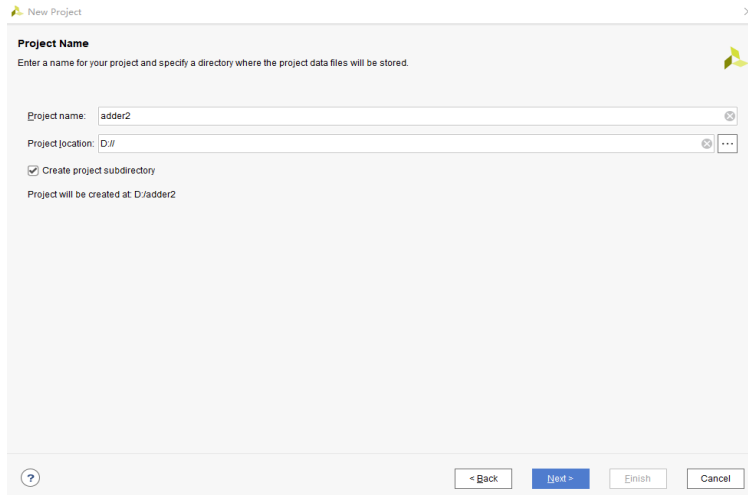 New Project
Project Name
Enter a name for your project and specify a directory where the project data files will be stored.
Project name: adder2
Project location: D://
...
Create project subdirectory
Project will be created at: D:/adder2
?
< Back
Next >
Finish
Cancel